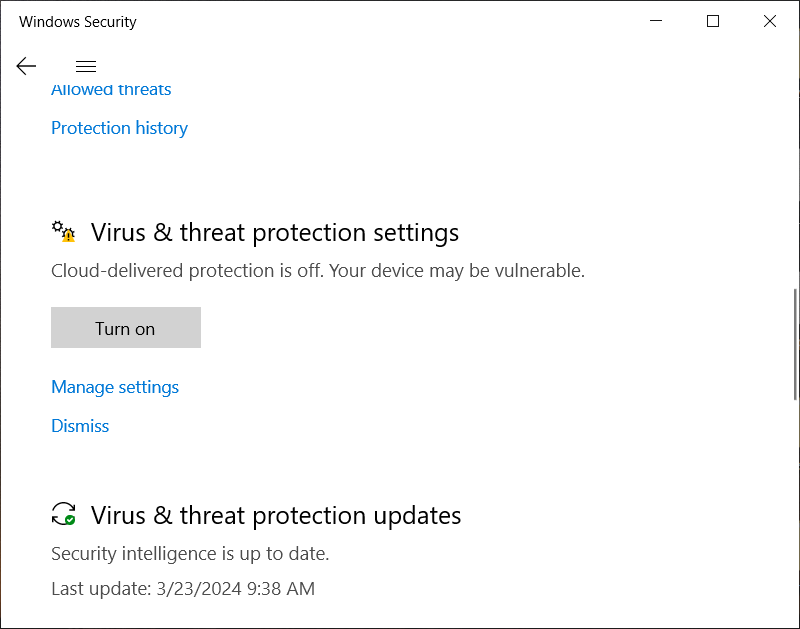 Windows Security
Allowed threats
Protection history
Virus & threat protection settings
Cloud-delivered protection is off. Your device may be vulnerable.
Turn on
Manage settings
Dismiss
Virus & threat protection updates
Security intelligence is up to date.
Last update: 3/23/2024 9:38 AM